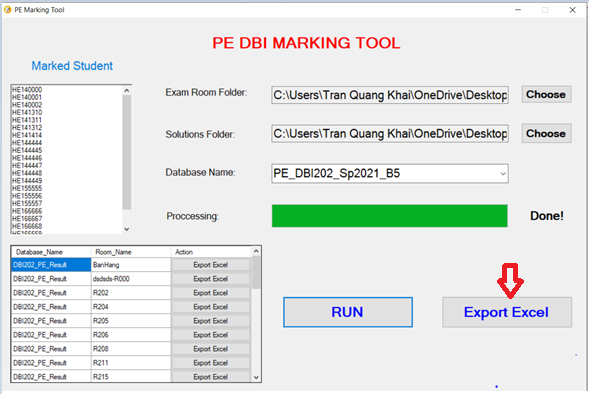 PE Marking Tool
PE DBI MARKING TOOL
Marked Student
HE140000
HE140001
HE140002
HE141310
HE141311
HE141312
HE141414
HE144444
HE144445
HE144446
HE144447
HE144448
HE144449
HE155555
HE155556
HE155557
HE166666
HE166667
HE166668
HE166669
Exam Room Folder: C:\Users\Tran Quang Khai\OneDrive\Desktop Choose
Solutions Folder: C:\Users\Tran Quang Khai\OneDrive\Desktop Choose
Database Name: PE_DBI202_Sp2021_B5
Proccessing: Done!
Database_Name Room_Name Action
DBI202_PE_Result BanHang Export Excel
DBI202_PE_Result dsdsds-R000 Export Excel
DBI202_PE_Result R202 Export Excel
DBI202_PE_Result R204 Export Excel
DBI202_PE_Result R205 Export Excel
DBI202_PE_Result R206 Export Excel
DBI202_PE_Result R208 Export Excel
DBI202_PE_Result R211 Export Excel
DBI202_PE_Result R215 Export Excel
RUN
Export Excel